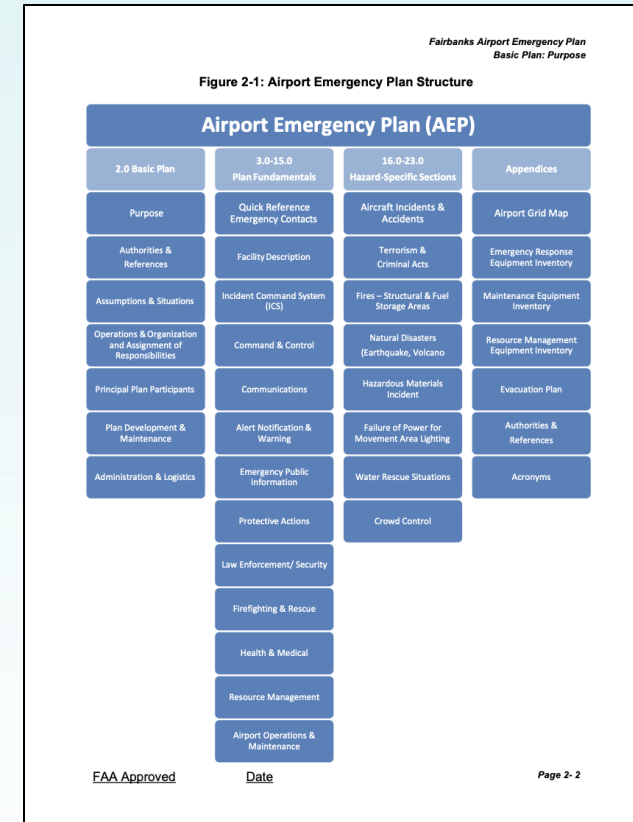 Fairbanks Airport Emergency Plan
Basic Plan: Purpose
Figure 2-1: Airport Emergency Plan Structure
Airport Emergency Plan (AEP)
2.0 Basic Plan
Purpose
Authorities &
References
Assumptions & Situations
Operations & Organization
and Assignment of
Responsibilities
Principal Plan Participants
Plan Development &
Maintenance
Administration & Logistics
3.0-15.0
Plan Fundamentals
Quick Reference
Emergency Contacts
Facility Description
Incident Command System
(ICS)
Command & Control
Communications
Alert Notification &
Warning
Emergency Public
Information
Protective Actions
Law Enforcement/ Security
Firefighting & Rescue
Health & Medical
Resource Management
Airport Operations &
Maintenance
16.0-23.0
Hazard-Specific Sections
Aircraft Incidents &
Accidents
Terrorism &
Criminal Acts
Fires – Structural & Fuel
Storage Areas
Natural Disasters
(Earthquake, Volcano
Hazardous Materials
Incident
Failure of Power for
Movement Area Lighting
Water Rescue Situations
Crowd Control
Appendices
Airport Grid Map
Emergency Response
Equipment Inventory
Maintenance Equipment
Inventory
Resource Management
Equipment Inventory
Evacuation Plan
Authorities &
References
Acronyms
FAA Approved Date Page 2- 2